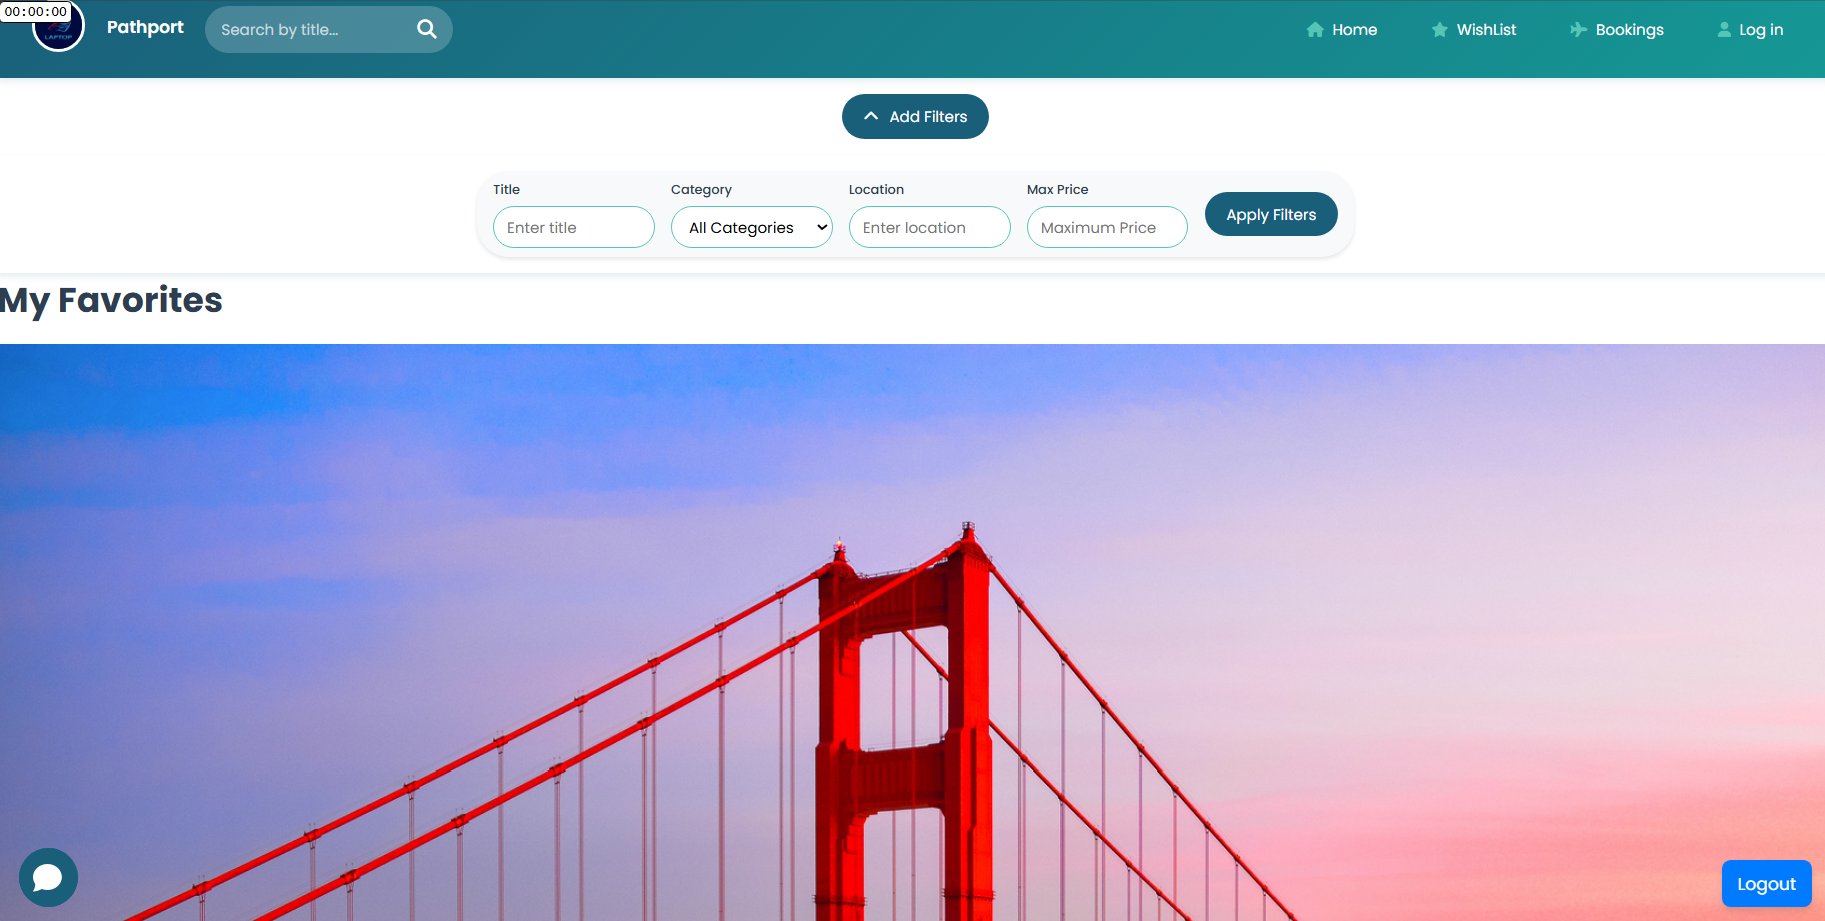 00:00:00
LAPTOP
Pathport
Search by title...
Home
WishList
Bookings
Log in
Add Filters
Title
Category
Location
Max Price
Enter title
All Categories
Enter location
Maximum Price
Apply Filters
My Favorites
Logout